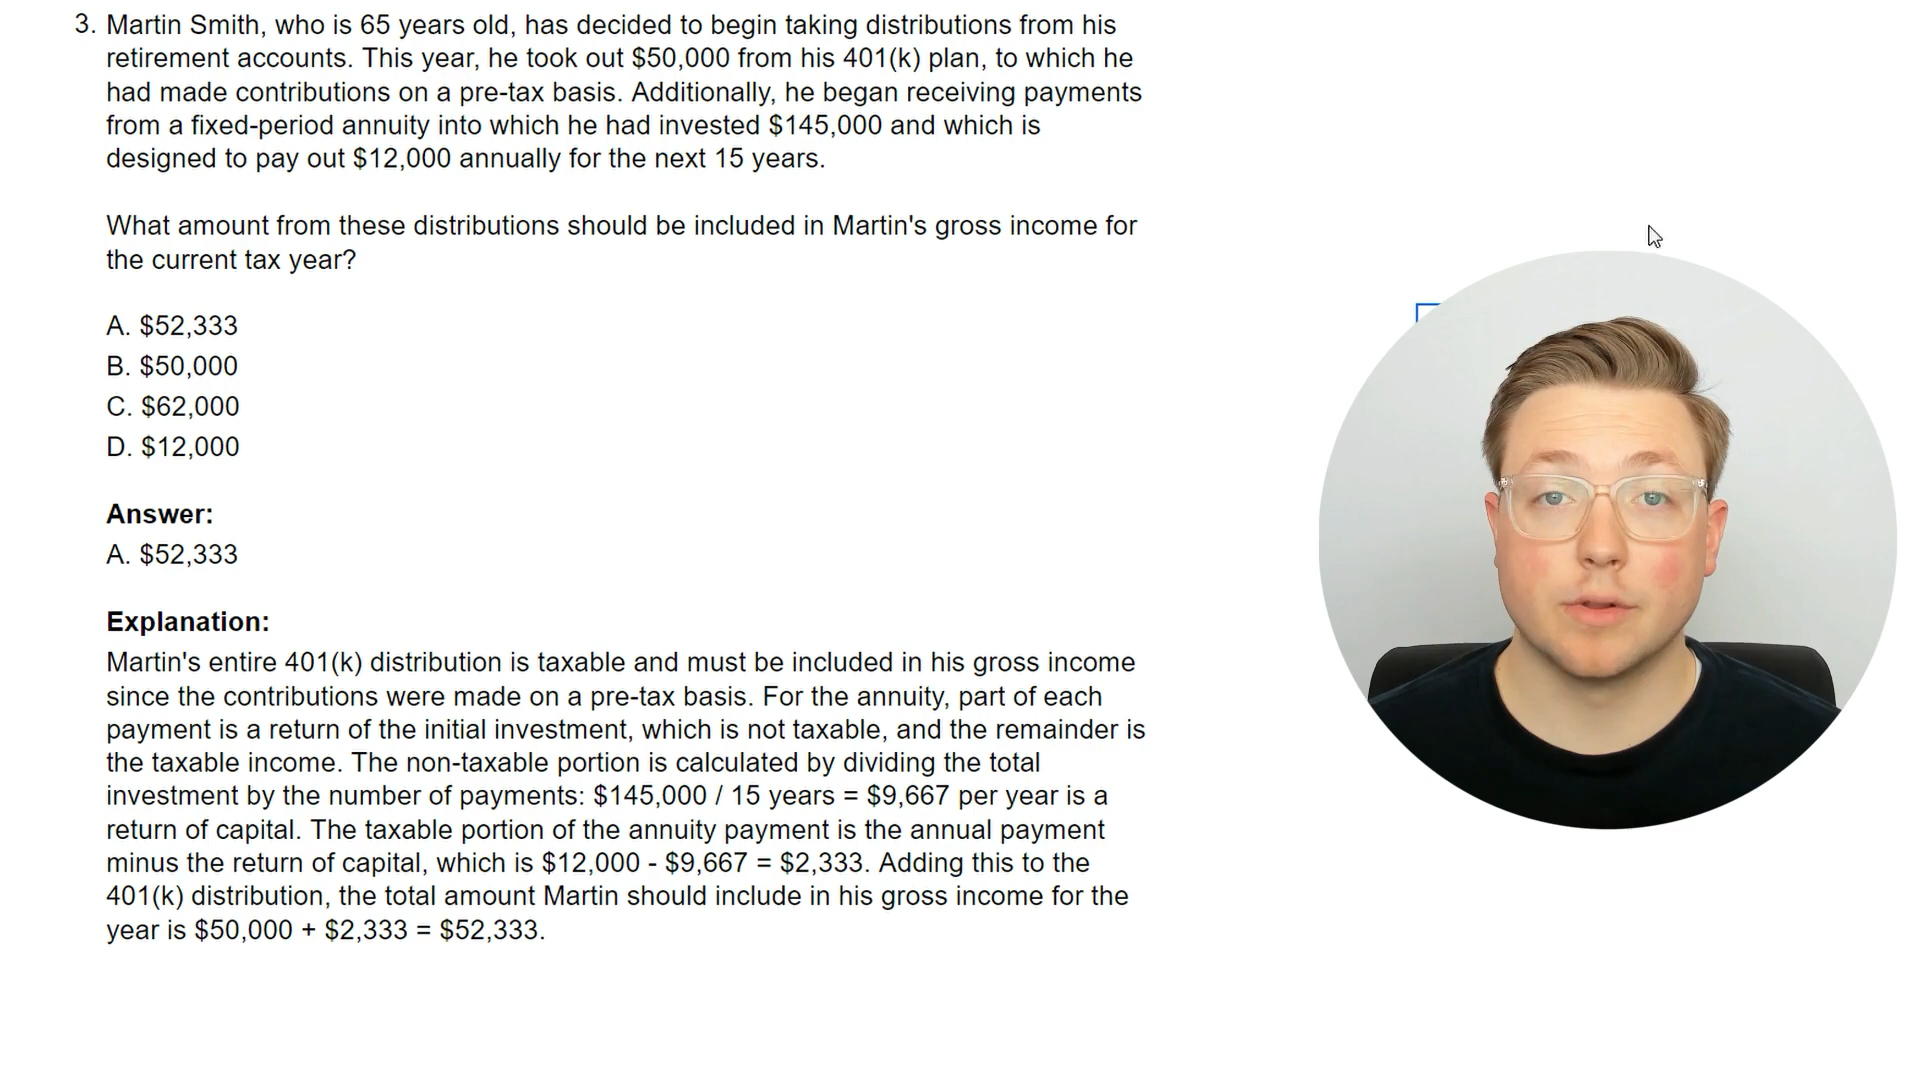 3. Martin Smith, who is 65 years old, has decided to begin taking distributions from his
retirement accounts. This year, he took out $50,000 from his 401(k) plan, to which he
had made contributions on a pre-tax basis. Additionally, he began receiving payments
from a fixed-period annuity into which he had invested $145,000 and which is
designed to pay out $12,000 annually for the next 15 years.
What amount from these distributions should be included in Martin's gross income for
the current tax year?
A. $52,333
B. $50,000
C. $62,000
D. $12,000
Answer:
A. $52,333
Explanation:
Martin's entire 401(k) distribution is taxable and must be included in his gross income
since the contributions were made on a pre-tax basis. For the annuity, part of each
payment is a return of the initial investment, which is not taxable, and the remainder is
the taxable income. The non-taxable portion is calculated by dividing the total
investment by the number of payments: $145,000 / 15 years = $9,667 per year is a
return of capital. The taxable portion of the annuity payment is the annual payment
minus the return of capital, which is $12,000 - $9,667 = $2,333. Adding this to the
401(k) distribution, the total amount Martin should include in his gross income for the
year is $50,000 + $2,333 = $52,333.